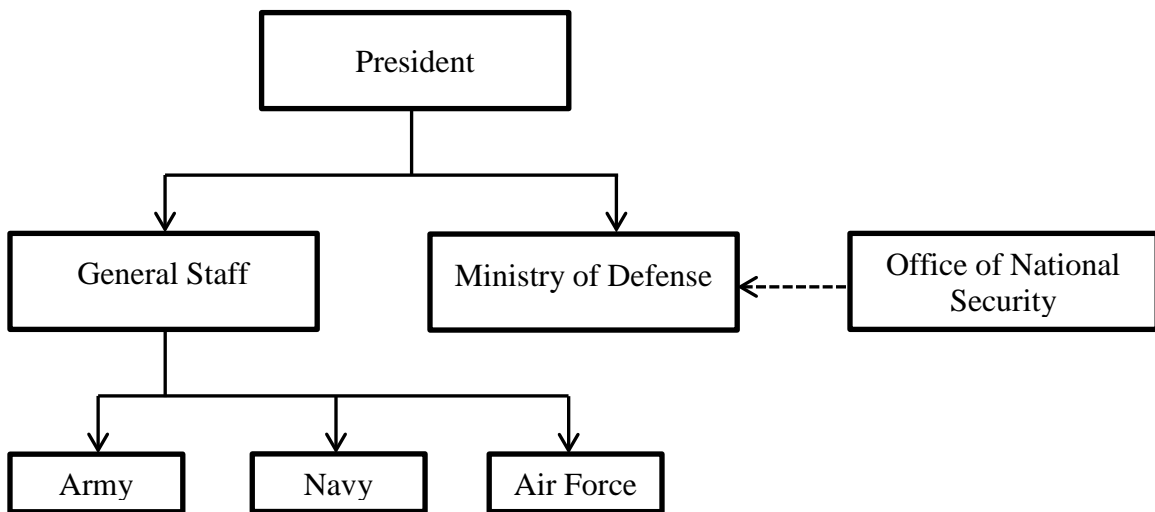 President
General Staff
Ministry of Defense
Office of National
Security
Army
Navy
Air Force